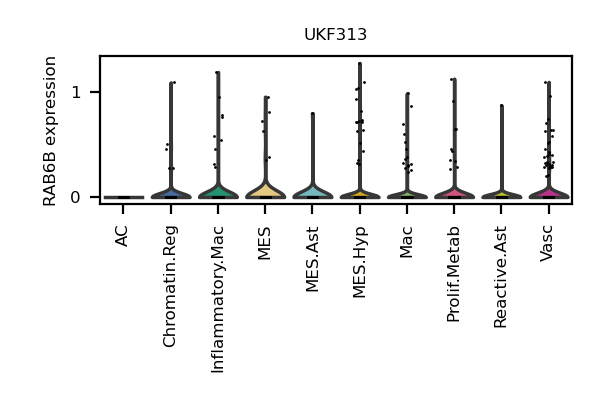 UKF313
RAB6B expression
1
0
AC
Chromatin.Reg
Inflammatory.Mac
MES
MES.Ast
MES.Hyp
Mac
Prolif.Metab
Reactive.Ast
Vasc